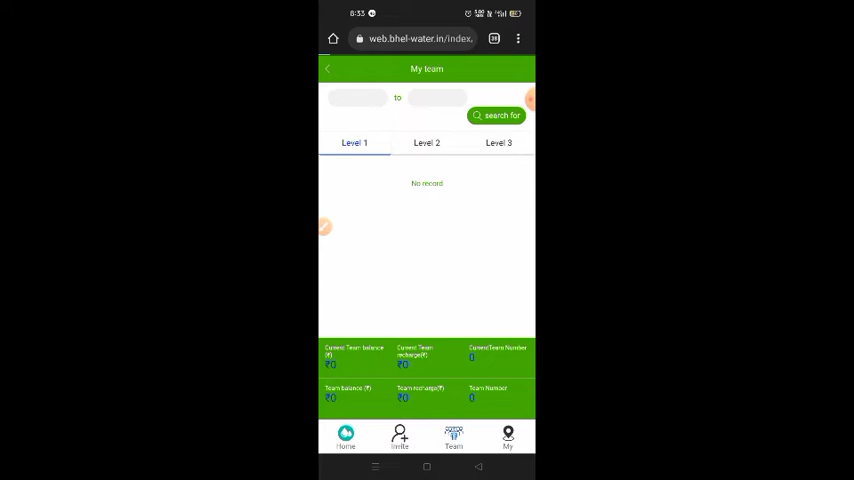 8:33
web.bhel-water.in/index.
My team
to
search for
Level 1 Level 2 Level 3
No record
Current Team balance (₹) Current Team recharge(₹) CurrentTeam Number
₹0 ₹0 0
Team balance (₹) Team recharge(₹) Team Number
₹0 ₹0 0
Home Invite Team My